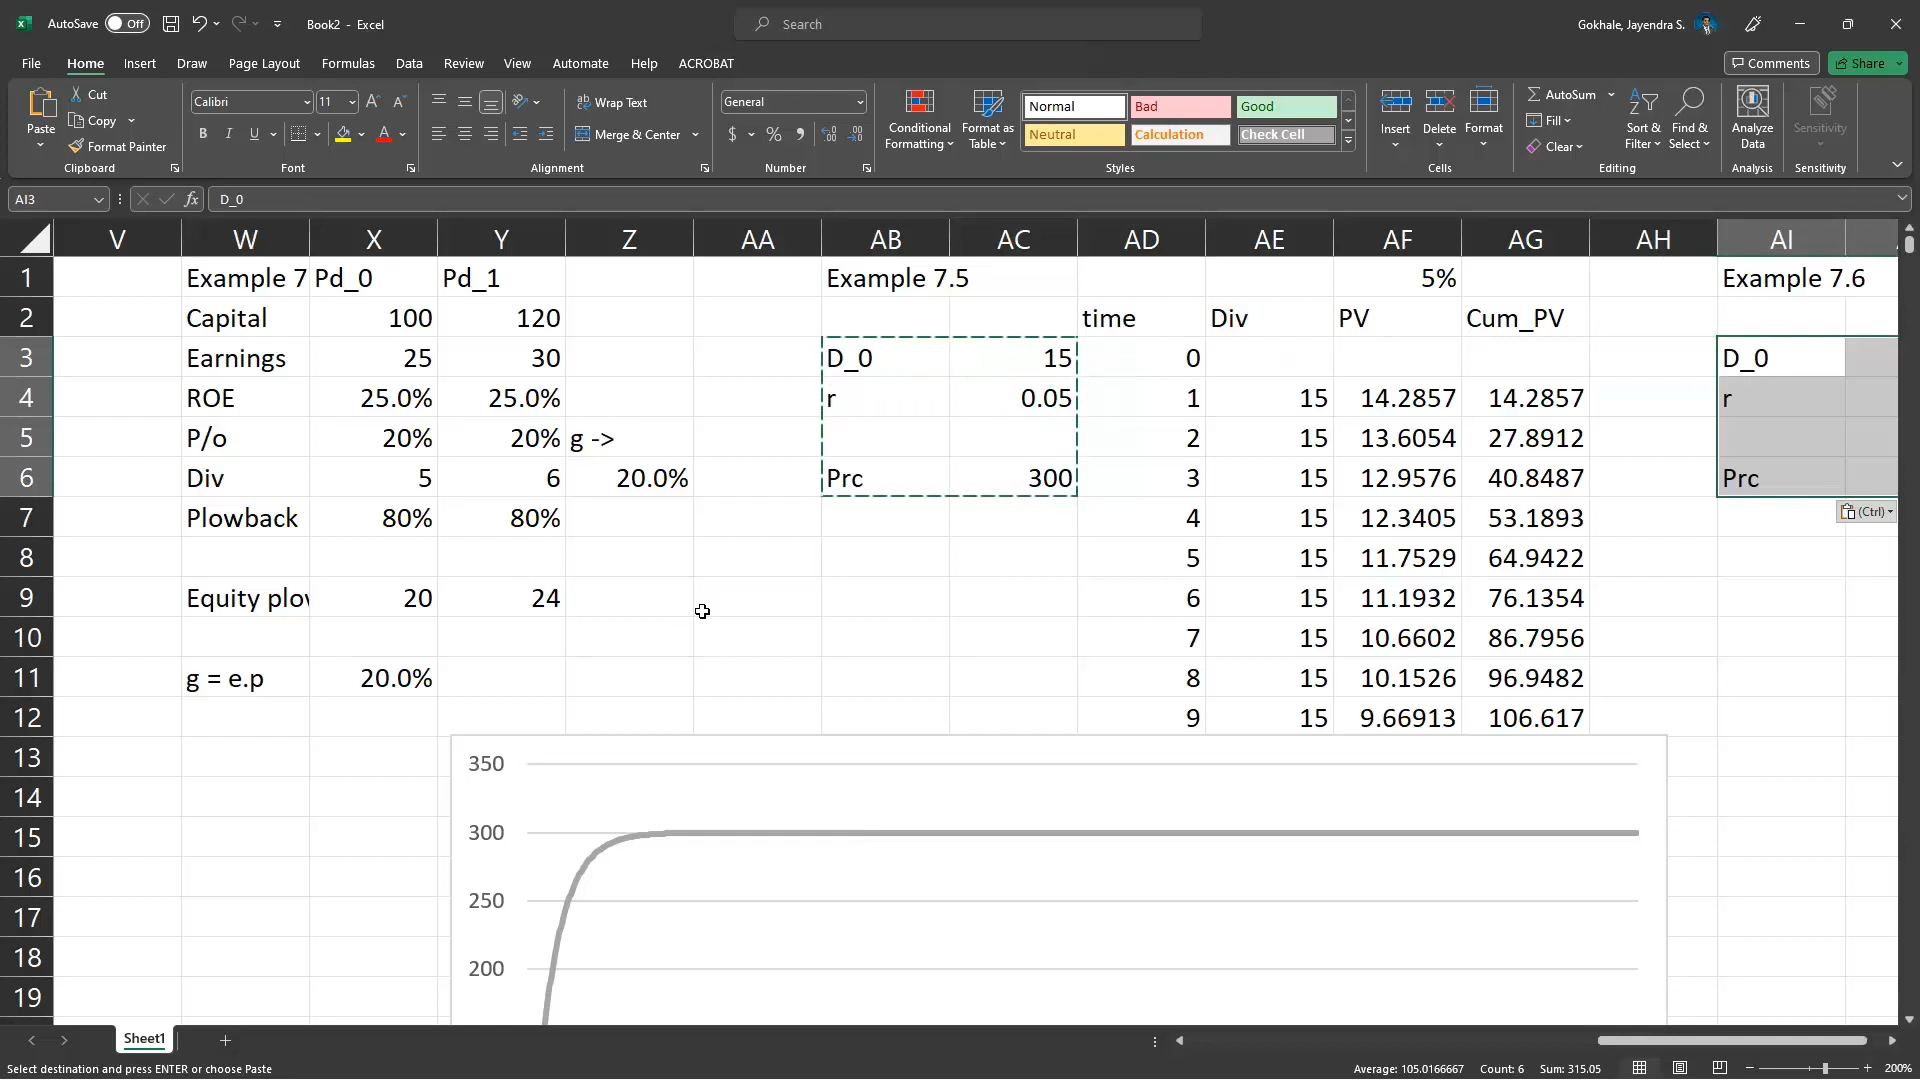 AutoSave Off Book2 - Excel Search Gokhale, Jayendra S.
File Home Insert Draw Page Layout Formulas Data Review View Automate Help ACROBAT Comments Share
Paste Cut Copy Format Painter Clipboard
Calibri 11 B I U Font
Wrap Text Merge & Center Alignment
General $ % Number
Conditional Formatting Format as Table Normal Bad Good Neutral Calculation Check Cell Styles
Insert Delete Format Cells
AutoSum Fill Clear Sort & Filter Find & Select Editing
Analyze Data Analysis Sensitivity Sensitivity
AI3 fx D_0
V W X Y Z AA AB AC AD AE AF AG AH AI
1 Example 7 Pd_0 Pd_1 Example 7.5 5% Example 7.6
2 Capital 100 120 time Div PV Cum_PV
3 Earnings 25 30 D_0 15 0 D_0
4 ROE 25.0% 25.0% r 0.05 1 15 14.2857 14.2857 r
5 P/o 20% 20% g -> 2 15 13.6054 27.8912
6 Div 5 6 20.0% Prc 300 3 15 12.9576 40.8487 Prc
7 Plowback 80% 80% 4 15 12.3405 53.1893 (Ctrl)
8 5 15 11.7529 64.9422
9 Equity plov 20 24 6 15 11.1932 76.1354
10 7 15 10.6602 86.7956
11 g = e.p 20.0% 8 15 10.1526 96.9482
12 9 15 9.66913 106.617
13 350
14
15 300
16
17 250
18 200
19
Sheet1
Select destination and press ENTER or choose Paste Average: 105.0166667 Count: 6 Sum: 315.05 200%